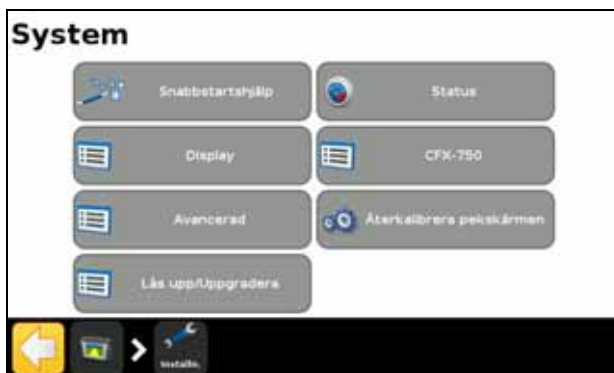 System
Snabbstartshjälp
Status
Display
CFX-750
Avancerad
Återkalibrera pekskärmen
Lås upp/Uppgradera
Installn.